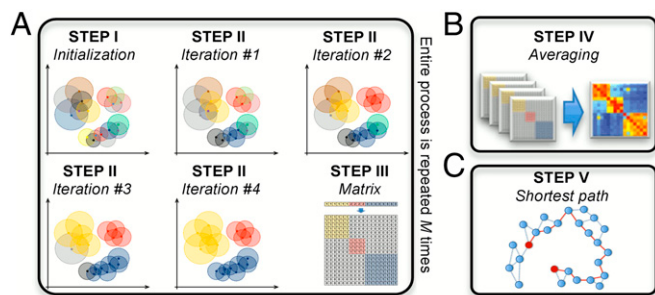 A
STEP I
Initialization
STEP II
Iteration #1
STEP II
Iteration #2
STEP II
Iteration #3
STEP II
Iteration #4
STEP III
Matrix
Entire process is repeated M times
B
STEP IV
Averaging
C
STEP V
Shortest path